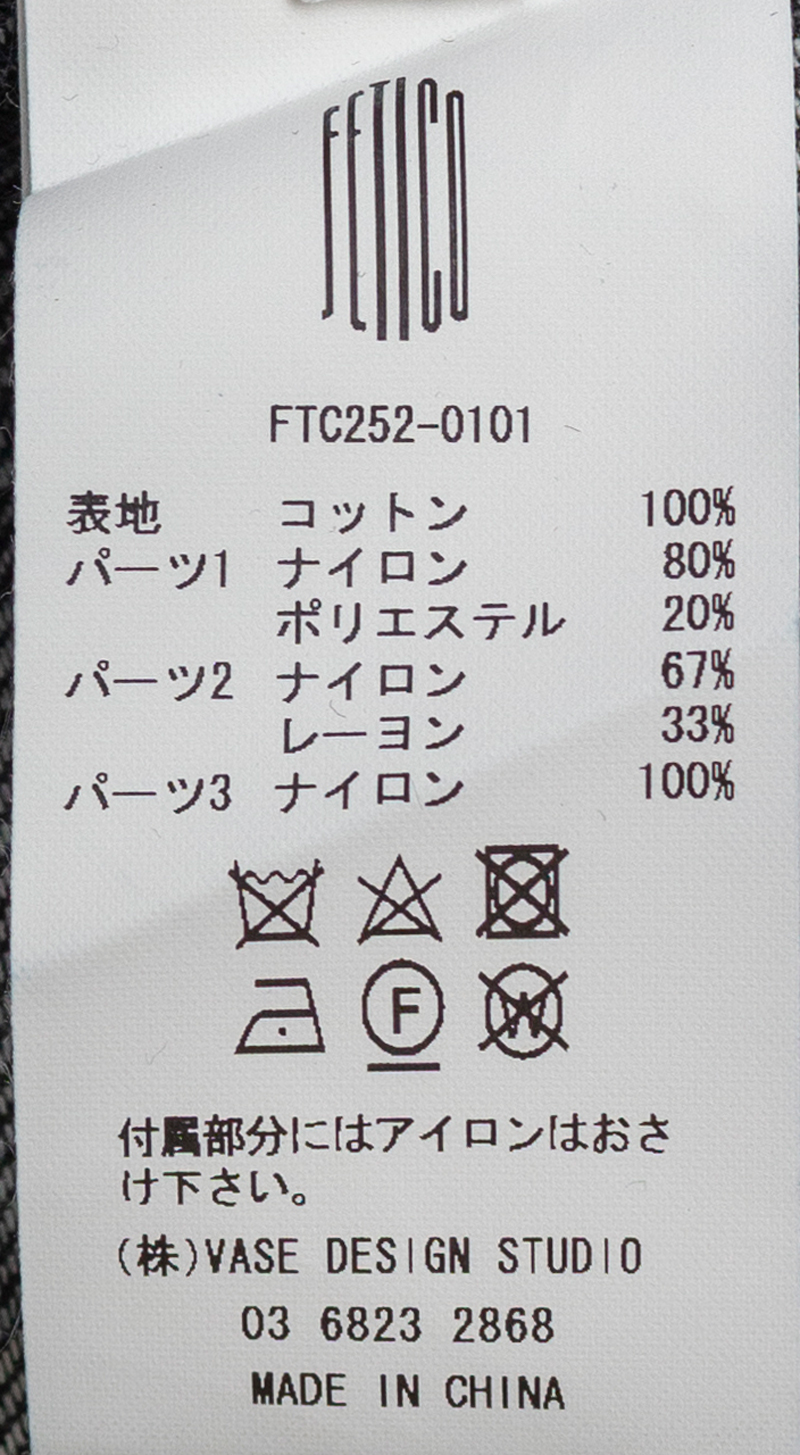 FETICO
FTC252-0101
表地 コットン 100%
パーツ1 ナイロン 80%
ポリエステル 20%
パーツ2 ナイロン 67%
レーヨン 33%
パーツ3 ナイロン 100%
F W
付属部分にはアイロンはおさ
け下さい。
(株)VASE DESIGN STUDIO
03 6823 2868
MADE IN CHINA